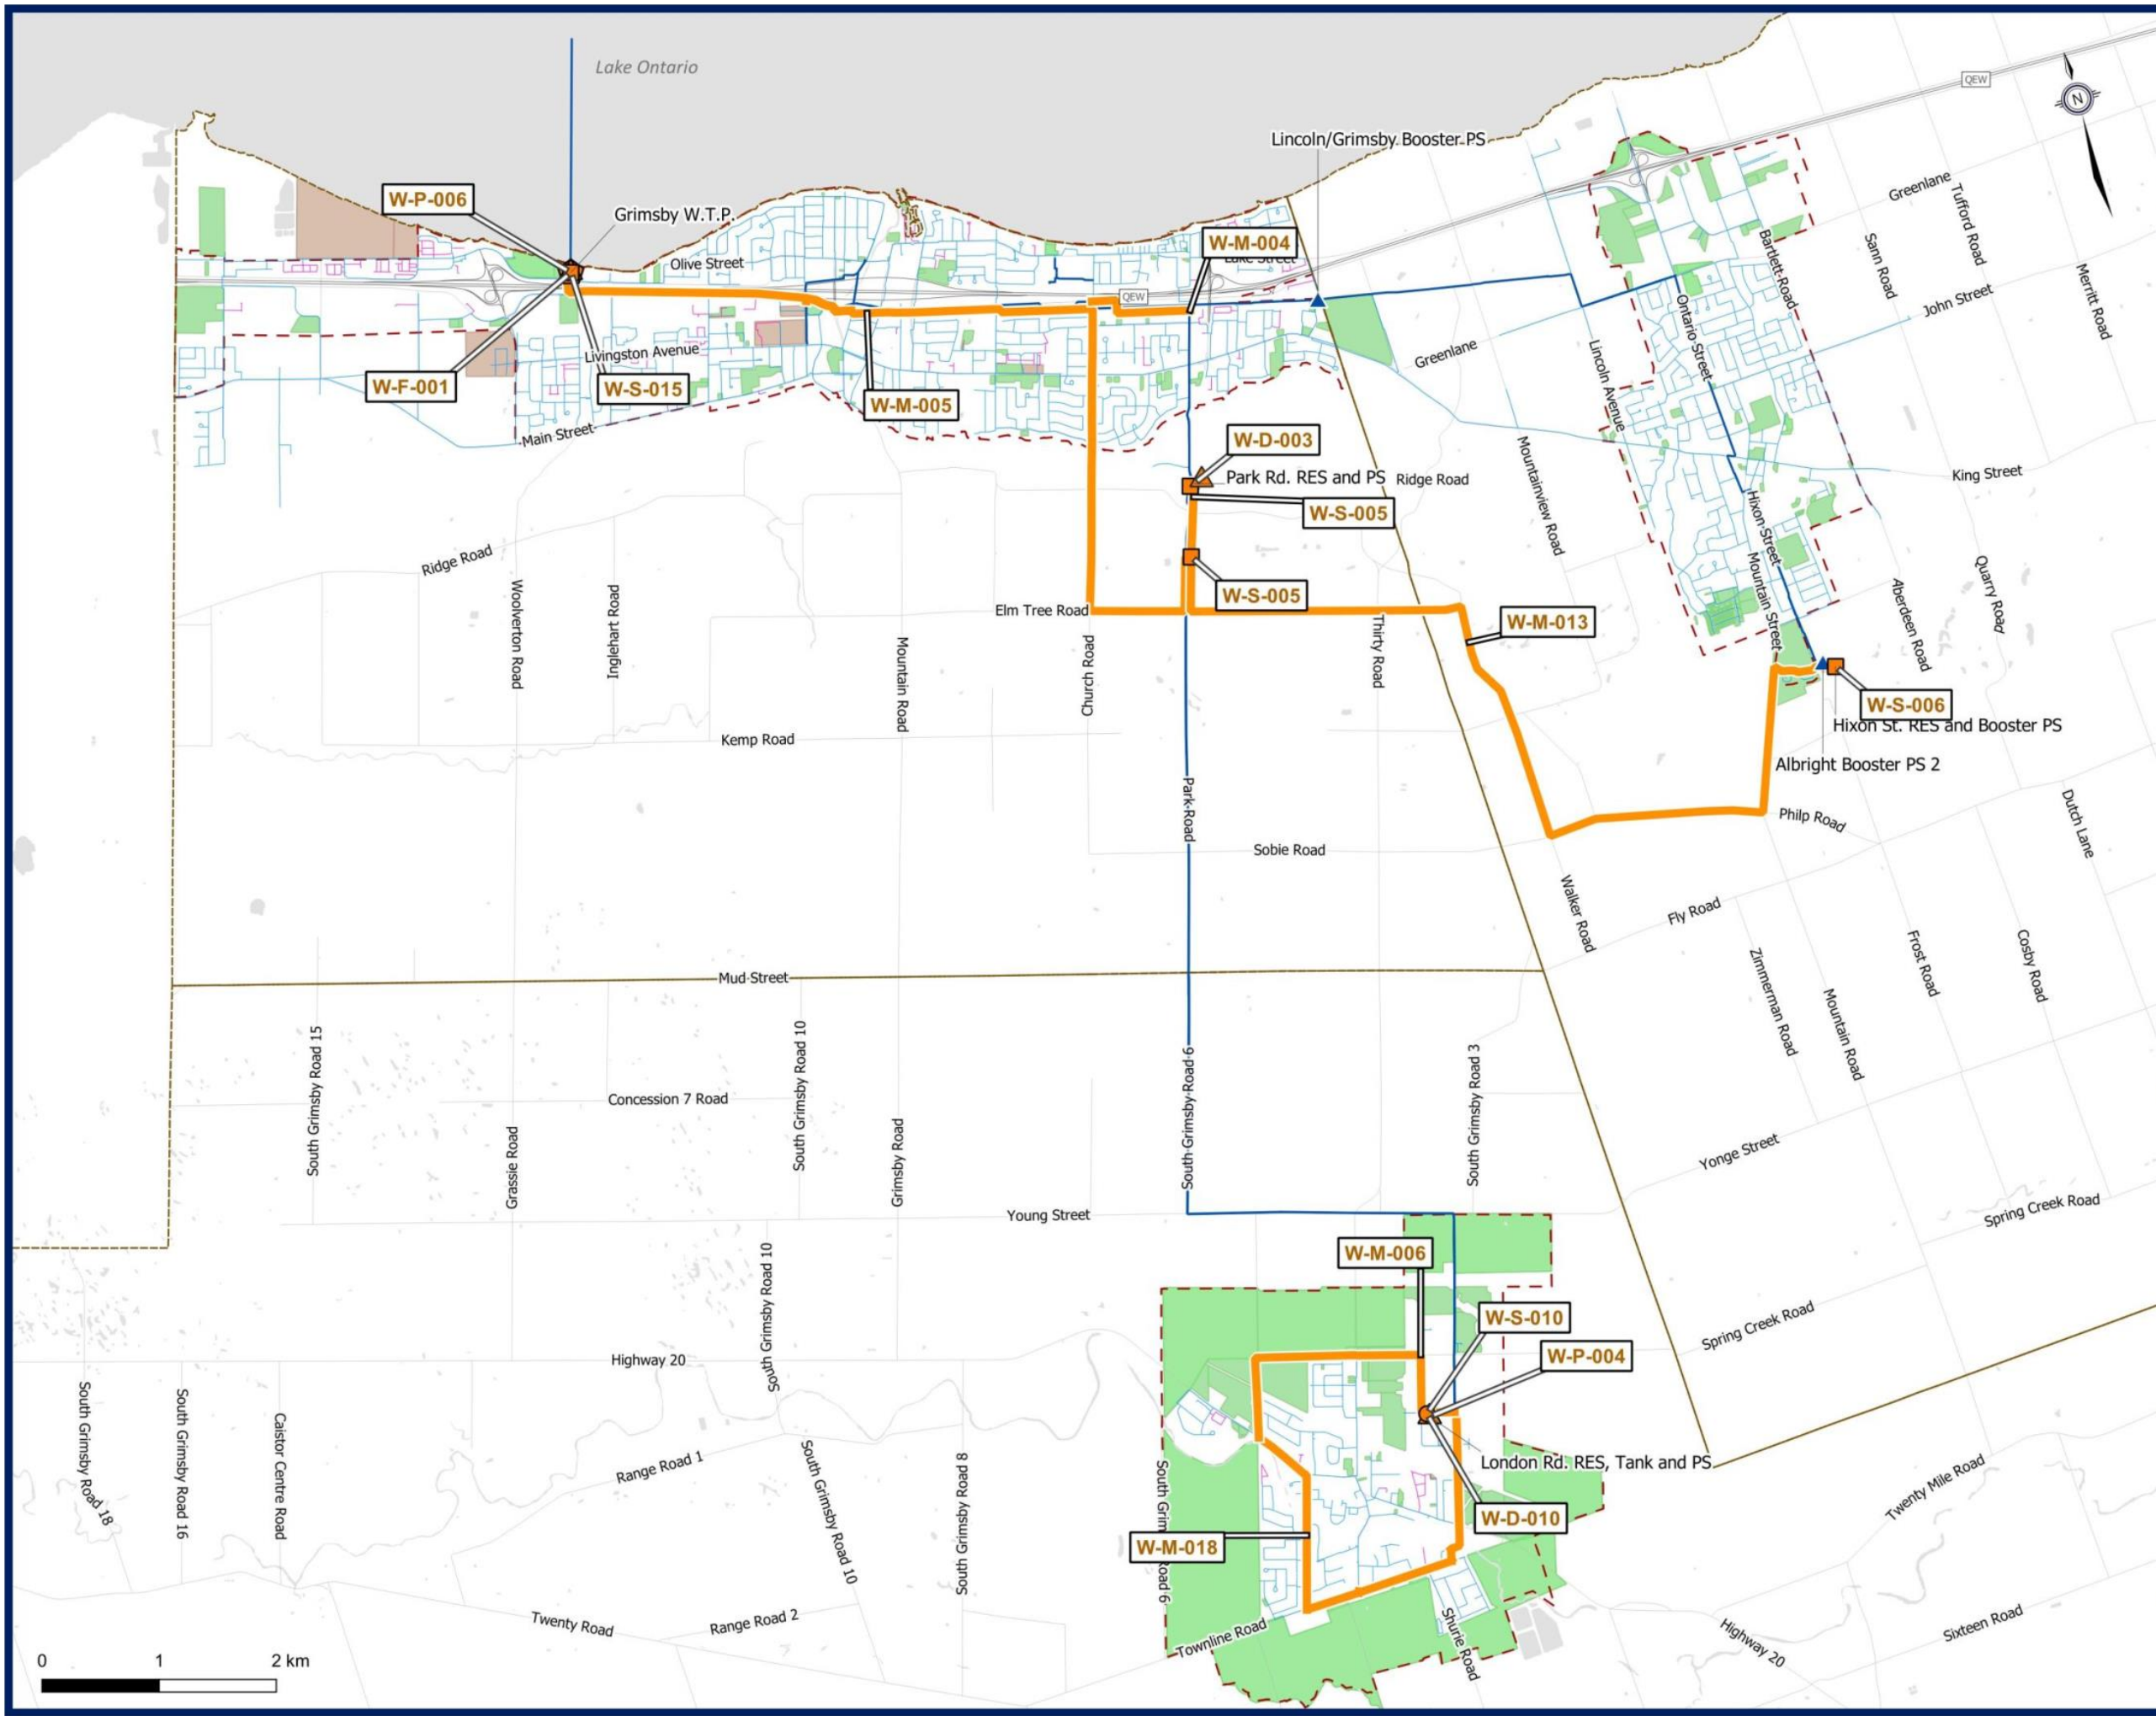 Lake Ontario
QEW
N
Lincoln/Grimsby Booster PS
Greenlane
Tufford Road
W-P-006
Grimsby W.T.P.
W-M-004
Lake Street
Olive Street
Bartlett Road
Sann Road
Merritt Road
John Street
QEW
Ontario Street
Livingston Avenue
Greenlane
Lincoln Avenue
W-F-001
W-S-015
W-M-005
Main Street
W-D-003
Park Rd. RES and PS
Ridge Road
Mountainview Road
King Street
W-S-005
Hixon Street
Ridge Road
Woolverton Road
Inglehart Road
W-S-005
Elm Tree Road
Mountain Street
Quarry Road
Aberdeen Road
W-M-013
Mountain Road
Church Road
Thirty Road
W-S-006
Hixon St. RES and Booster PS
Kemp Road
Albright Booster PS 2
Park Road
Philp Road
Dutch Lane
Sobie Road
Walker Road
Fly Road
Mud Street
Zimmerman Road
Mountain Road
Frost Road
Cosby Road
South Grimsby Road 15
Concession 7 Road
South Grimsby Road 10
Grassie Road
Grimsby Road
South Grimsby Road 6
South Grimsby Road 3
Yonge Street
Young Street
Spring Creek Road
W-M-006
South Grimsby Road 10
W-S-010
Spring Creek Road
Highway 20
W-P-004
South Grimsby Road 18
South Grimsby Road 16
Caistor Centre Road
Range Road 1
South Grimsby Road 10
South Grimsby Road 8
London Rd. RES, Tank and PS
Twenty Mile Road
W-D-010
W-M-018
South Grim
Road 6
Twenty Road
Range Road 2
Townline Road
Shurie Road
Highway 20
Sixteen Road
0 1 2 km